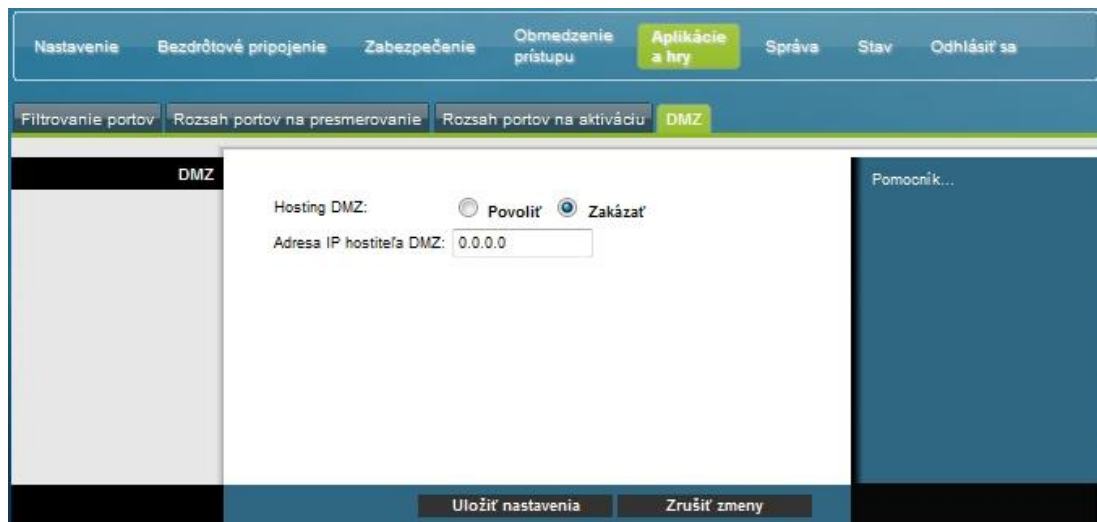 Nastavenie Bezdrôtové pripojenie Zabezpečenie Obmedzenie prístupu Aplikácie a hry Správa Stav Odhlásiť sa
Filtrovanie portov Rozsah portov na presmerovanie Rozsah portov na aktiváciu DMZ
DMZ
Pomocník...
Hosting DMZ: Povoliť Zakázať
Adresa IP hostiteľa DMZ: 0.0.0.0
Uložiť nastavenia Zrušiť zmeny